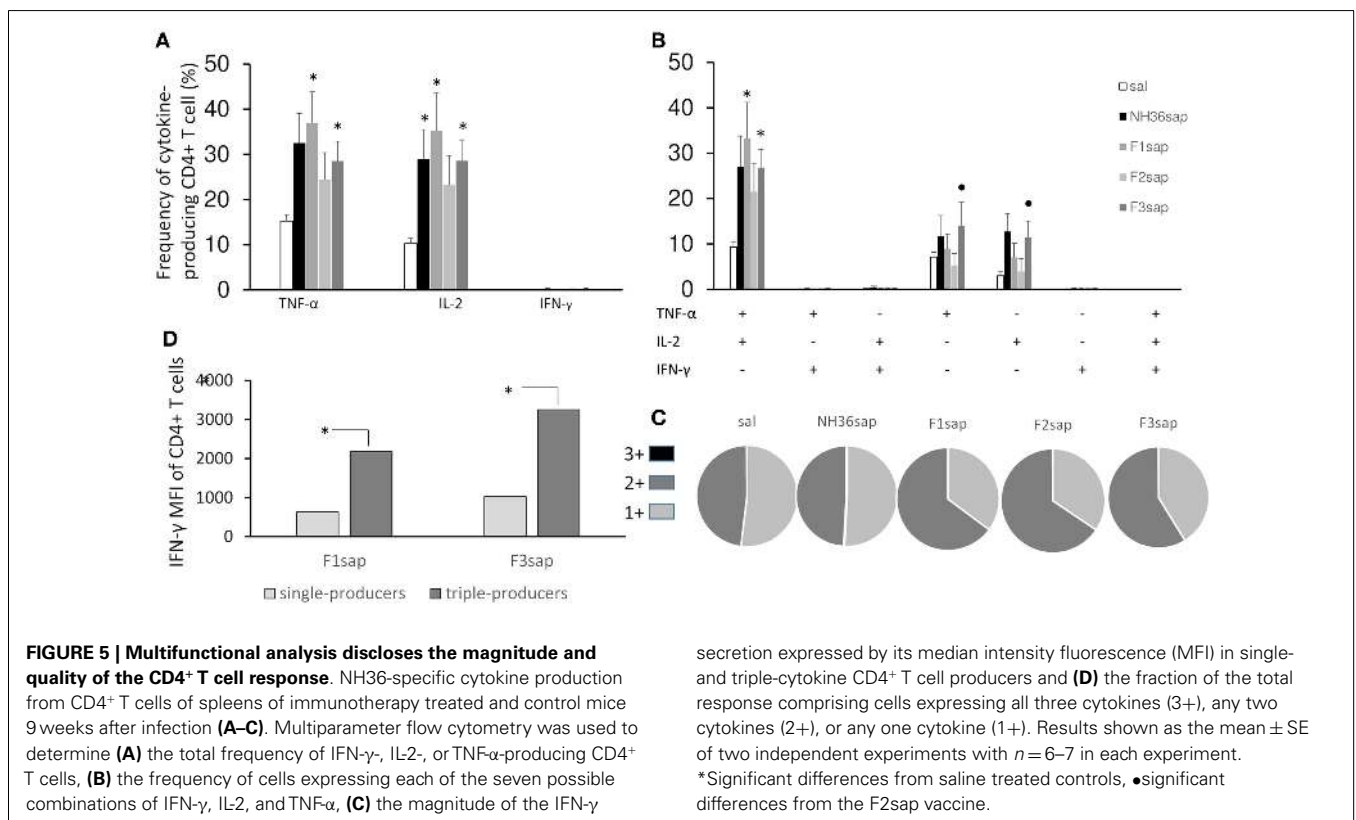 A
Frequency of cytokine-
producing CD4+ T cell (%)
50
40
30
20
10
0
* * * * *
TNF-α IL-2 IFN-γ
B
50
40
30
20
10
0
* * • •
sal
NH36sap
F1sap
F2sap
F3sap
TNF-α + + - + - - +
IL-2 + - + - + - +
IFN-γ - + + - - + +
D
IFN-γ MFI of CD4+ T cells
4000
3000
2000
1000
0
* *
F1sap F3sap
single-producers triple-producers
C
sal NH36sap F1sap F2sap F3sap
3+
2+
1+
FIGURE 5 | Multifunctional analysis discloses the magnitude and
quality of the CD4⁺ T cell response. NH36-specific cytokine production
from CD4⁺ T cells of spleens of immunotherapy treated and control mice
9 weeks after infection (A–C). Multiparameter flow cytometry was used to
determine (A) the total frequency of IFN-γ-, IL-2-, or TNF-α-producing CD4⁺
T cells, (B) the frequency of cells expressing each of the seven possible
combinations of IFN-γ, IL-2, and TNF-α, (C) the magnitude of the IFN-γ
secretion expressed by its median intensity fluorescence (MFI) in single-
and triple-cytokine CD4⁺ T cell producers and (D) the fraction of the total
response comprising cells expressing all three cytokines (3+), any two
cytokines (2+), or any one cytokine (1+). Results shown as the mean ± SE
of two independent experiments with n = 6–7 in each experiment.
*Significant differences from saline treated controls, •significant
differences from the F2sap vaccine.